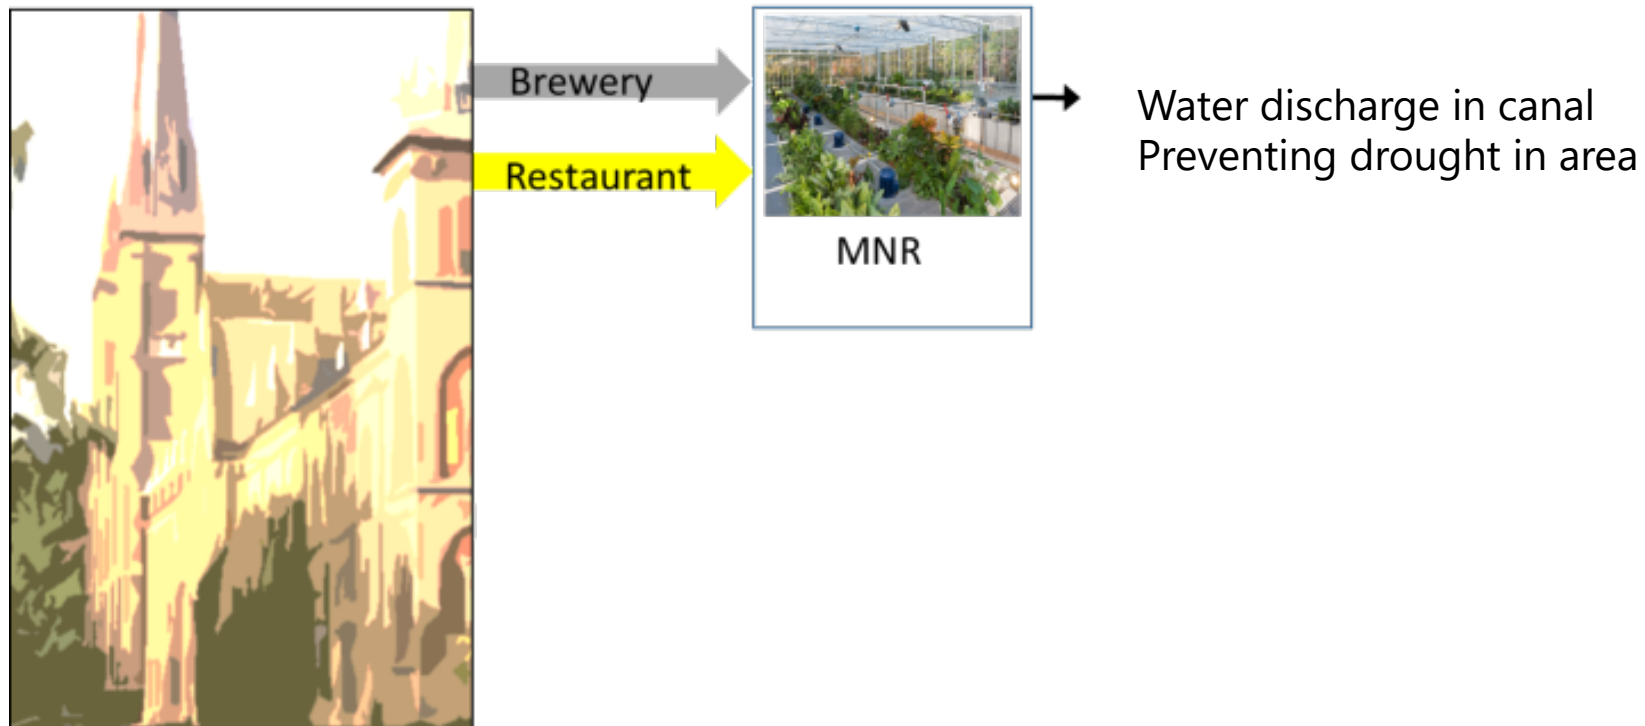 Brewery
Restaurant
MNR
Water discharge in canal
Preventing drought in area